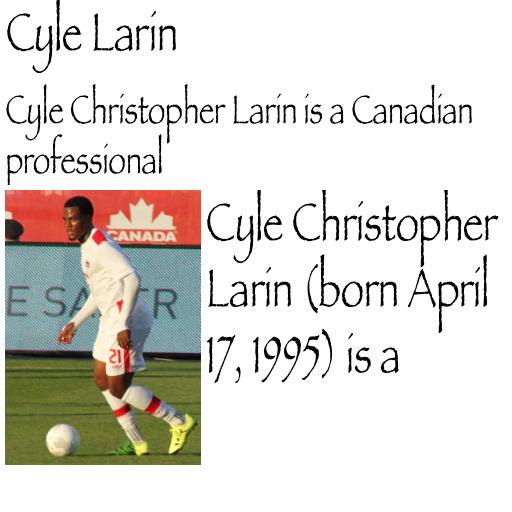 Cyle Larin
Cyle Christopher Larin is a Canadian
professional
CANADA
E SA ER
21
Cyle Christopher
Larin (born April
17, 1995) is a